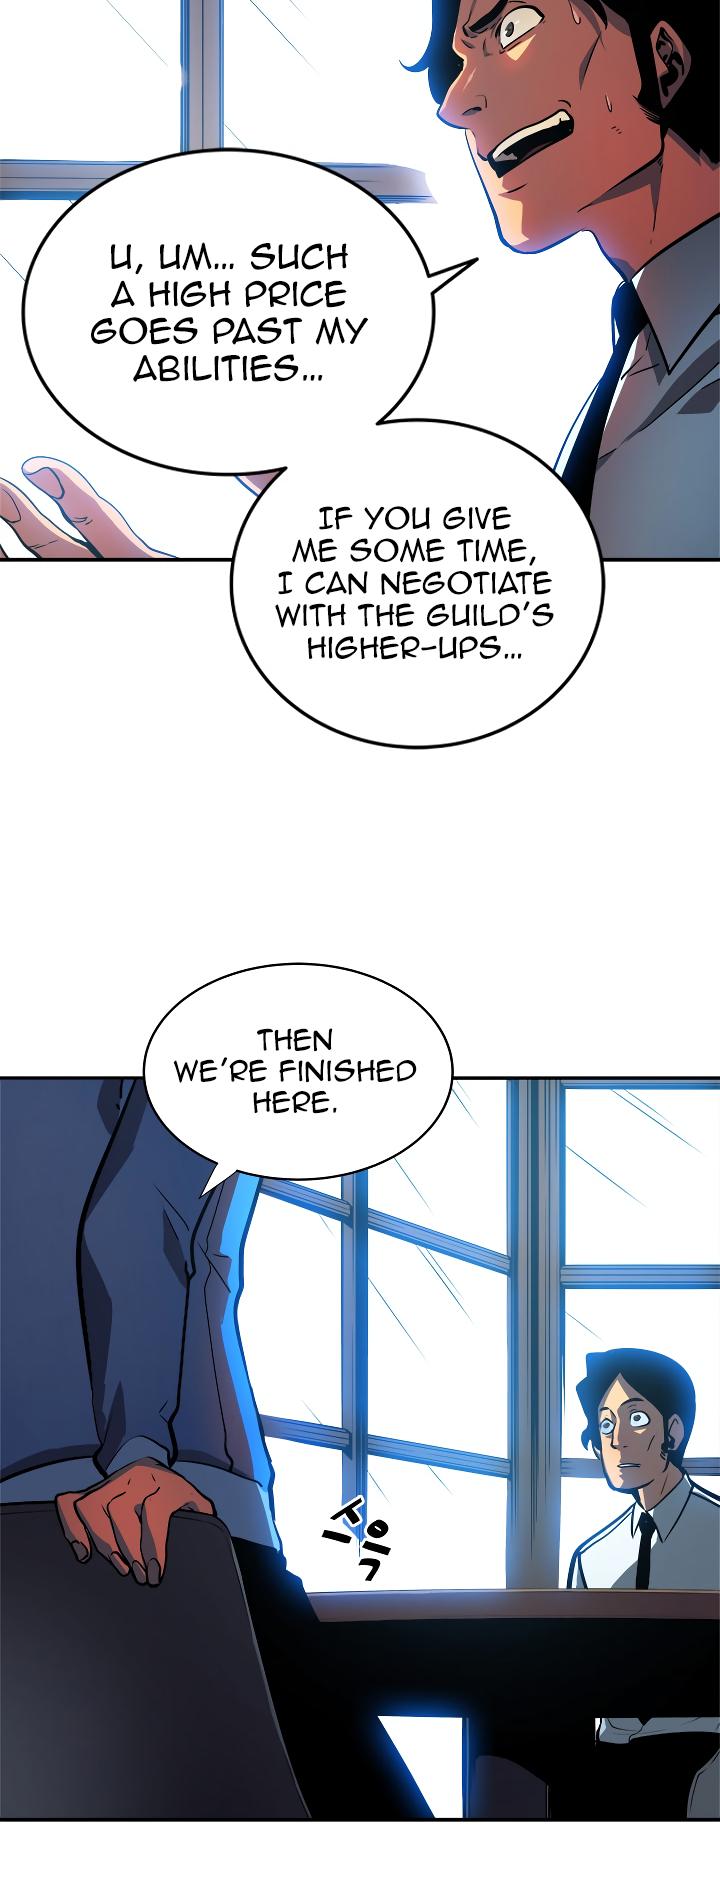 U, UM... SUCH
A HIGH PRICE
GOES PAST MY
ABILITIES...
IF YOU GIVE
ME SOME TIME,
I CAN NEGOTIATE
WITH THE GUILD'S
HIGHER-UPS...
THEN
WE'RE FINISHED
HERE.